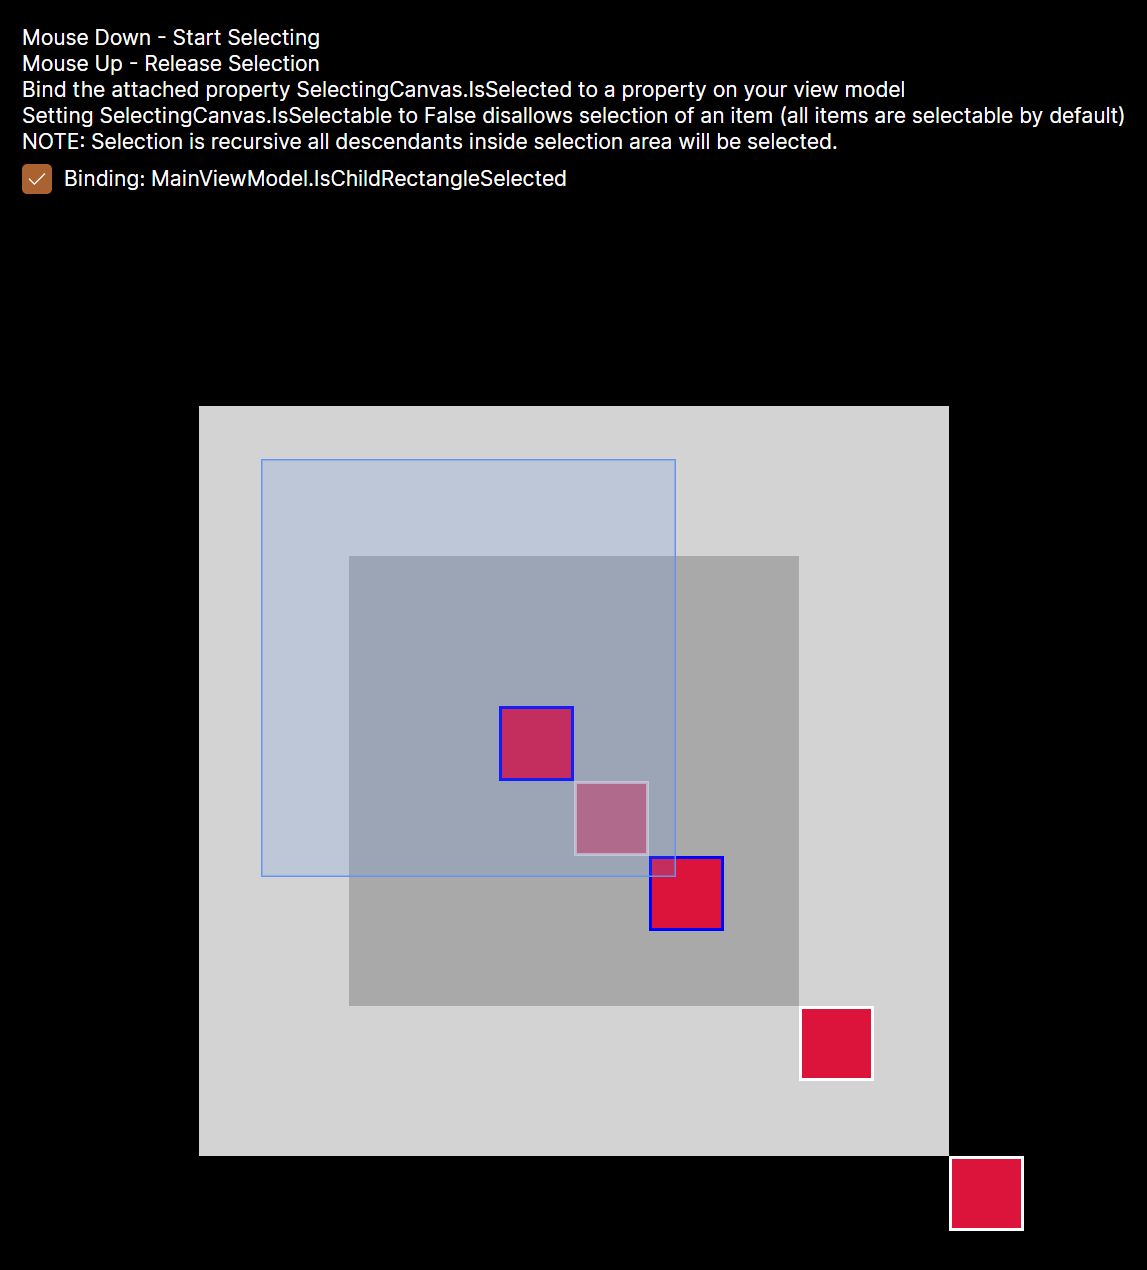 Mouse Down - Start Selecting
Mouse Up - Release Selection
Bind the attached property SelectingCanvas.IsSelected to a property on your view model
Setting SelectingCanvas.IsSelectable to False disallows selection of an item (all items are selectable by default)
NOTE: Selection is recursive all descendants inside selection area will be selected.
Binding: MainViewModel.IsChildRectangleSelected